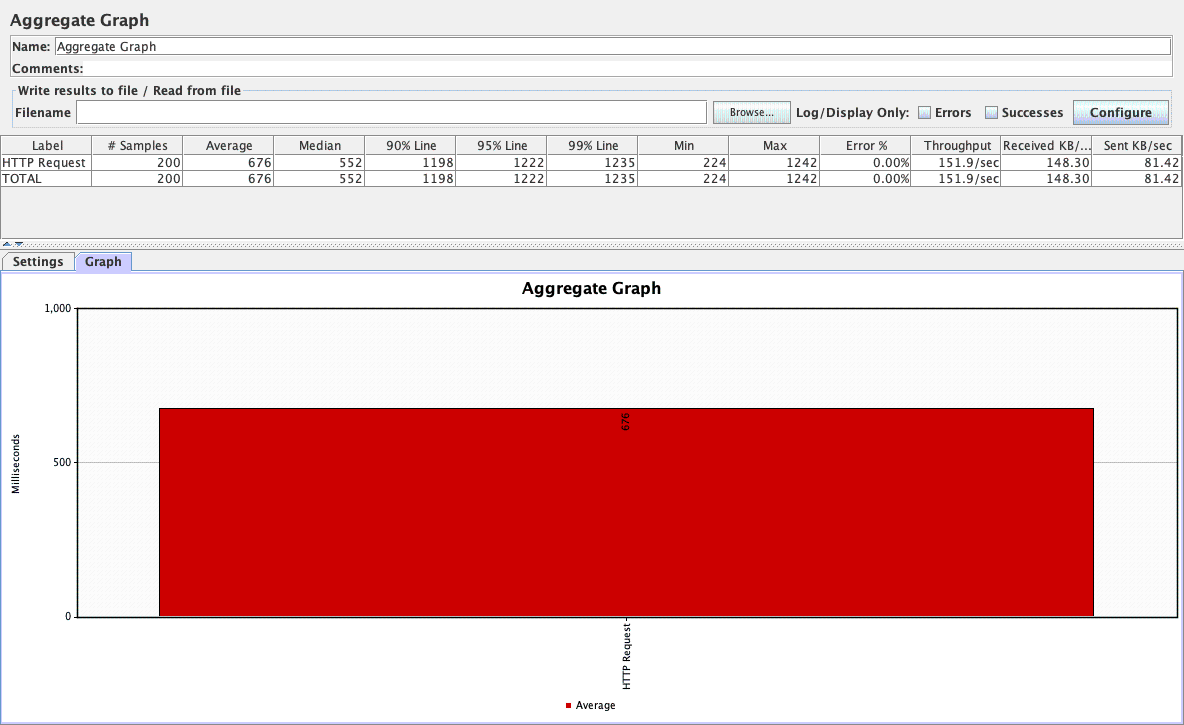 Aggregate Graph
Name: Aggregate Graph
Comments:
Write results to file / Read from file
Filename Browse... Log/Display Only: Errors Successes Configure
Label # Samples Average Median 90% Line 95% Line 99% Line Min Max Error % Throughput Received KB/... Sent KB/sec
HTTP Request 200 676 552 1198 1222 1235 224 1242 0.00% 151.9/sec 148.30 81.42
TOTAL 200 676 552 1198 1222 1235 224 1242 0.00% 151.9/sec 148.30 81.42
Settings Graph
Aggregate Graph
1,000
676
500
Milliseconds
0
HTTP Request
Average